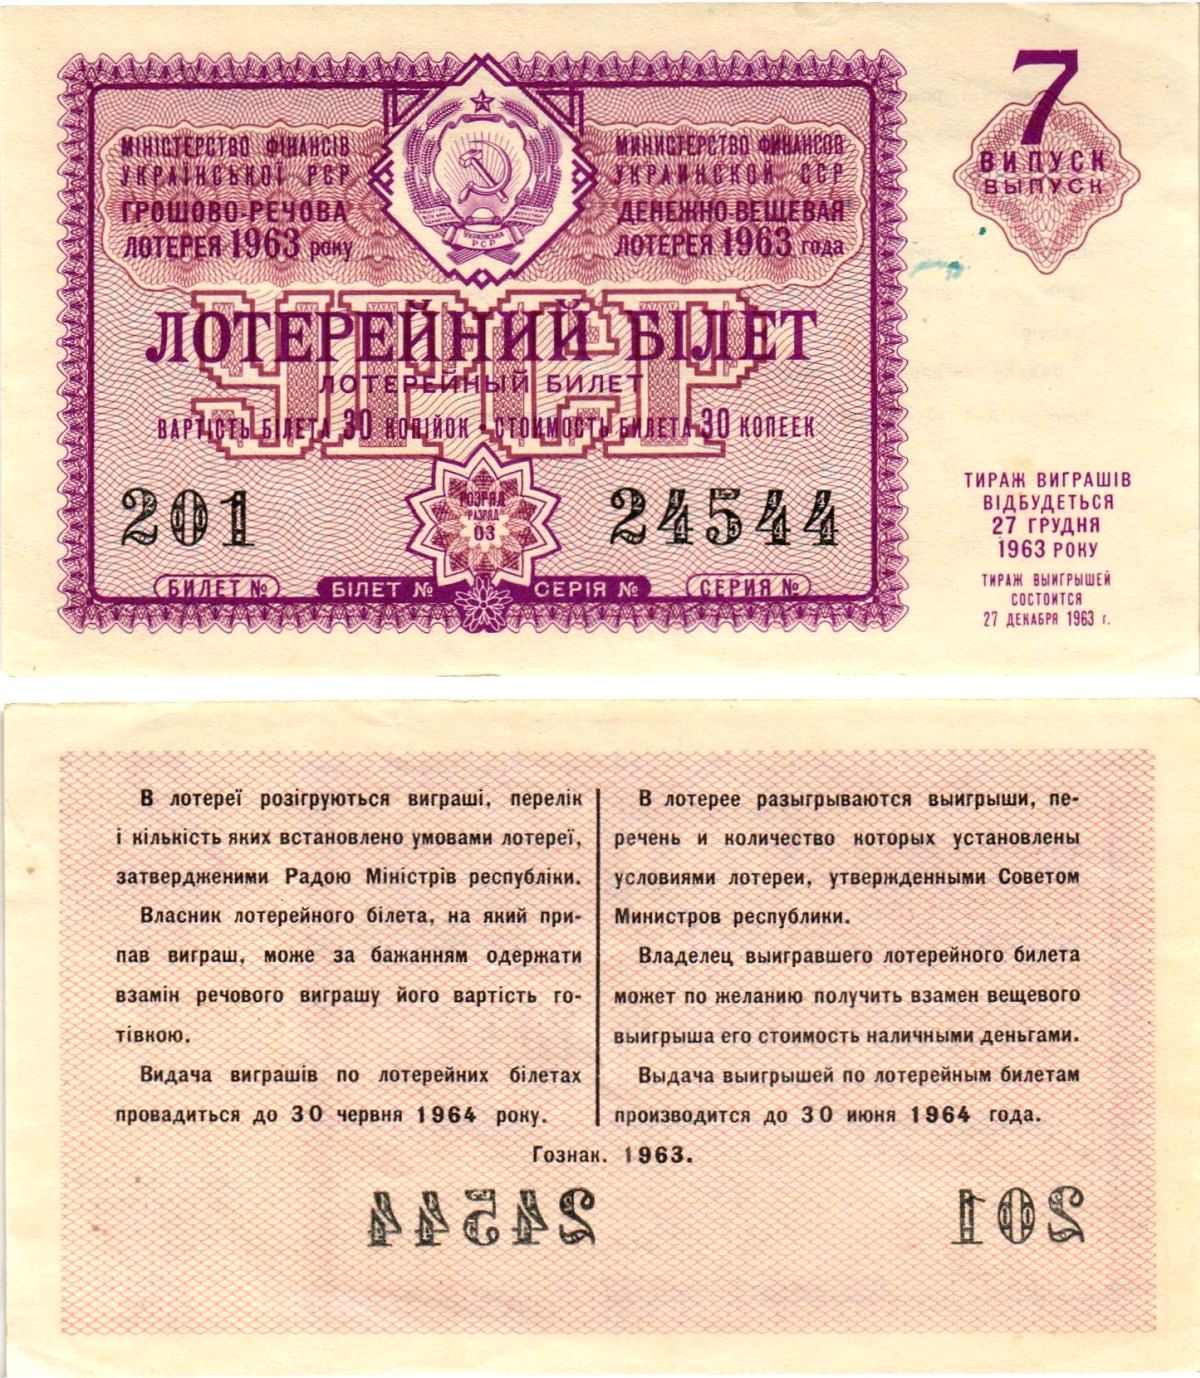 7
ВИПУСК
ВЫПУСК
МІНІСТЕРСТВО ФІНАНСІВ
УКРАЇНСЬКОЇ РСР
ГРОШОВО-РЕЧОВА
ЛОТЕРЕЯ 1963 року
УКРАЇНСЬКА
РСР
МИНИСТЕРСТВО ФИНАНСОВ
УКРАИНСКОЙ ССР
ДЕНЕЖНО-ВЕЩЕВАЯ
ЛОТЕРЕЯ 1963 года
УРСР
ЛОТЕРЕЙНИЙ БІЛЕТ
ЛОТЕРЕЙНЫЙ БИЛЕТ
ВАРТІСТЬ БІЛЕТА 30 КОПІЙОК • СТОИМОСТЬ БИЛЕТА 30 КОПЕЕК
201
РОЗРЯД
РАЗРЯД
03
24544
БИЛЕТ № БІЛЕТ № СЕРІЯ № СЕРИЯ №
ТИРАЖ ВИГРАШІВ
ВІДБУДЕТЬСЯ
27 ГРУДНЯ
1963 РОКУ
ТИРАЖ ВЫИГРЫШЕЙ
СОСТОИТСЯ
27 ДЕКАБРЯ 1963 г.
В лотереї розігруються виграші, перелік
і кількість яких встановлено умовами лотереї,
затвердженими Радою Міністрів республіки.
Власник лотерейного білета, на який при-
пав виграш, може за бажанням одержати
взамін речового виграшу його вартість го-
тівкою.
Видача виграшів по лотерейних білетах
провадиться до 30 червня 1964 року.
В лотерее разыгрываются выигрыши, пе-
речень и количество которых установлены
условиями лотереи, утвержденными Советом
Министров республики.
Владелец выигравшего лотерейного билета
может по желанию получить взамен вещевого
выигрыша его стоимость наличными деньгами.
Выдача выигрышей по лотерейным билетам
производится до 30 июня 1964 года.
Гознак. 1963.
24544
201